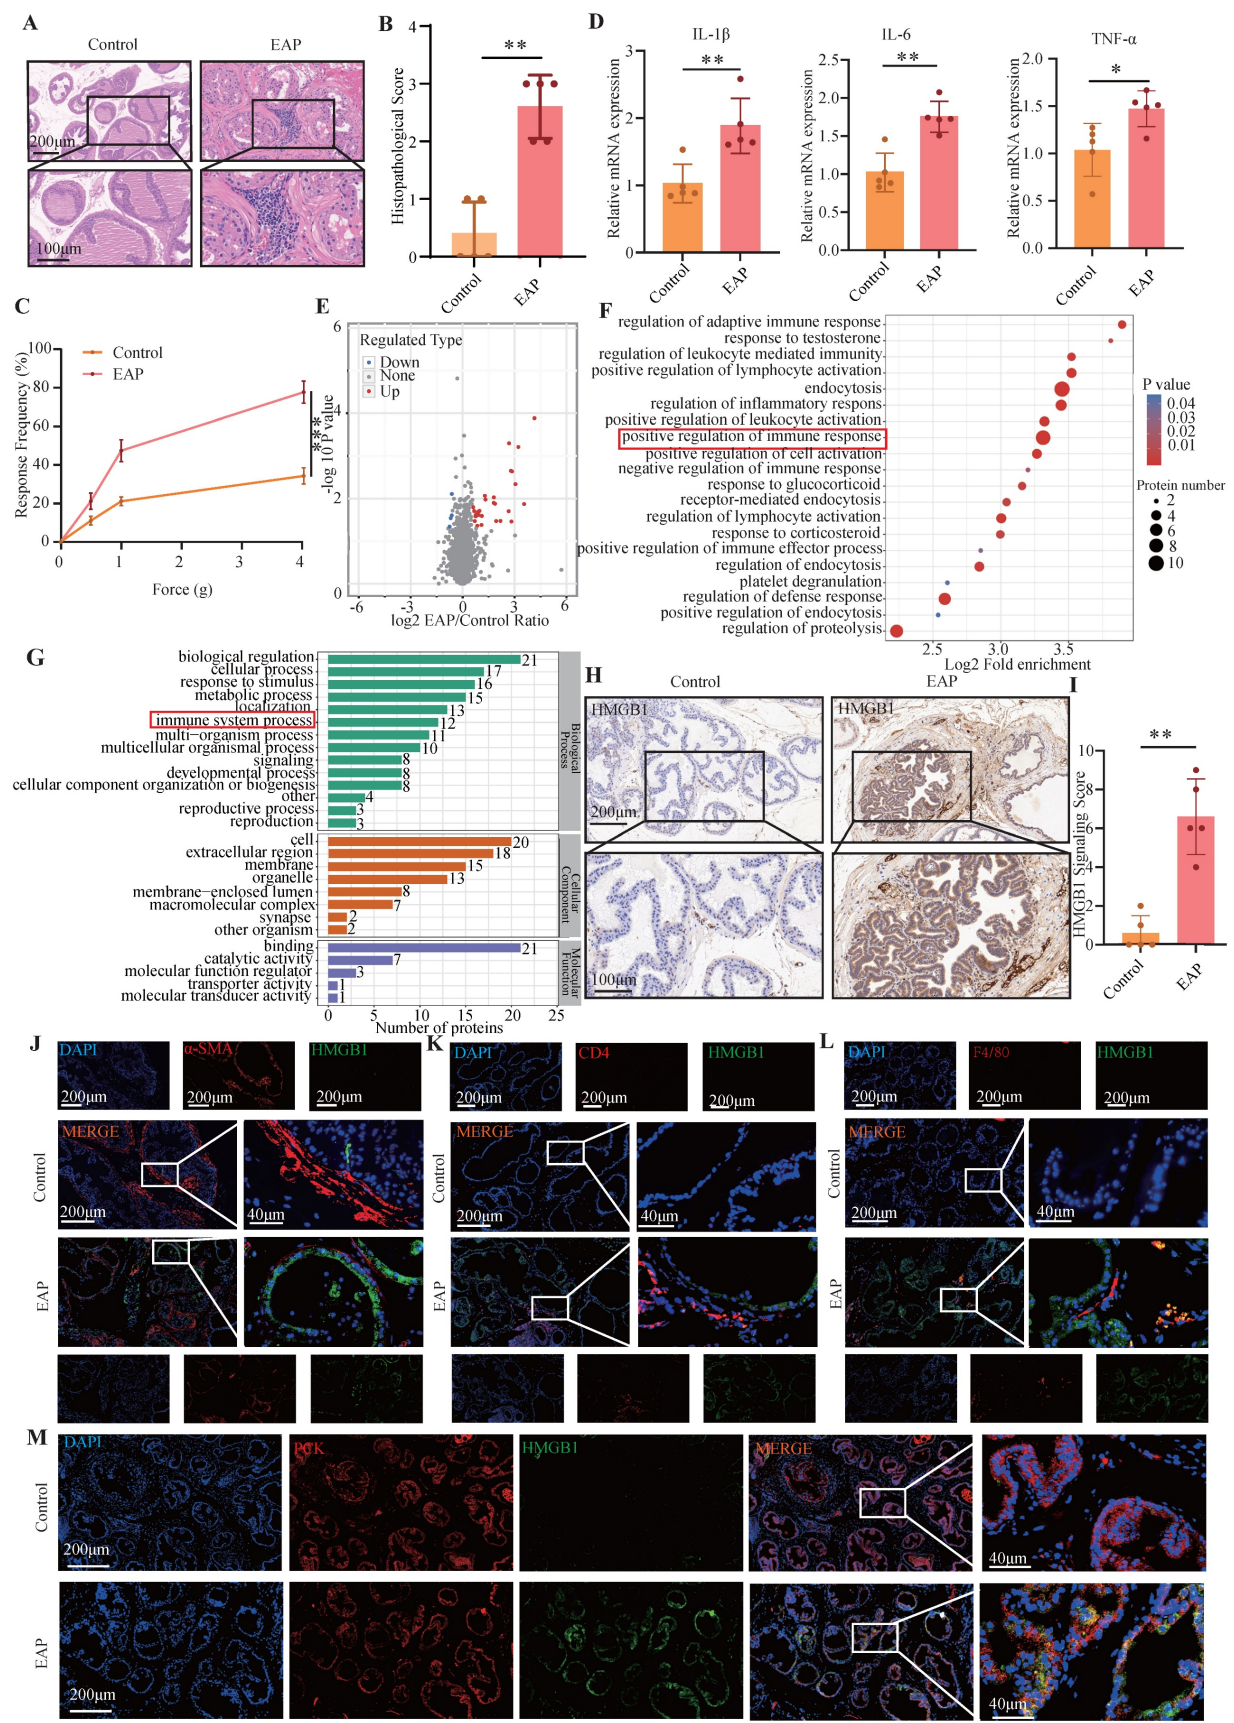 A
Control
EAP
200μm
100μm
B
Histopathological Score
4
3
2
1
0
**
Control
EAP
D
IL-1β
Relative mRNA expression
3
2
1
0
**
Control
EAP
IL-6
Relative mRNA expression
2.5
2.0
1.5
1.0
0.5
0.0
**
Control
EAP
TNF-α
Relative mRNA expression
2.0
1.5
1.0
0.5
0.0
*
Control
EAP
C
Response Frequency (%)
100
80
60
40
20
0
Control
EAP
***
0
1
2
3
4
Force (g)
E
-log 10 P value
6
4
2
0
Regulated Type
Down
None
Up
-6
-3
0
3
6
log2 EAP/Control Ratio
F
regulation of adaptive immune response
response to testosterone
regulation of leukocyte mediated immunity
positive regulation of lymphocyte activation
endocytosis
regulation of inflammatory respons
positive regulation of leukocyte activation
positive regulation of immune response
positive regulation of cell activation
negative regulation of immune response
response to glucocorticoid
receptor-mediated endocytosis
regulation of lymphocyte activation
response to corticosteroid
positive regulation of immune effector process
regulation of endocytosis
platelet degranulation
regulation of defense response
positive regulation of endocytosis
regulation of proteolysis
2.5
3.0
3.5
Log2 Fold enrichment
P value
0.04
0.03
0.02
0.01
Protein number
2
4
6
8
10
G
biological regulation 21
cellular process 17
response to stimulus 16
metabolic process 15
localization 13
immune system process 12
multi-organism process 11
multicellular organismal process 10
signaling 8
developmental process 8
cellular component organization or biogenesis 8
other 4
reproductive process 3
reproduction 3
Biological Process
cell 20
extracellular region 18
membrane 15
organelle 13
membrane-enclosed lumen 8
macromolecular complex 7
synapse 2
other organism 2
Cellular Component
binding 21
catalytic activity 7
molecular function regulator 3
transporter activity 1
molecular transducer activity 1
Molecular Function
0
5
10
15
20
25
Number of proteins
H
Control
EAP
HMGB1
HMGB1
200μm
100μm
I
HMGB1 Signaling Score
10
8
6
4
2
0
**
Control
EAP
J
DAPI
α-SMA
HMGB1
200μm
200μm
200μm
Control
MERGE
200μm
40μm
EAP
K
DAPI
CD4
HMGB1
200μm
200μm
200μm
Control
MERGE
200μm
40μm
EAP
L
DAPI
F4/80
HMGB1
200μm
200μm
200μm
Control
MERGE
200μm
40μm
EAP
M
DAPI
PCK
HMGB1
MERGE
Control
200μm
40μm
EAP
200μm
40μm